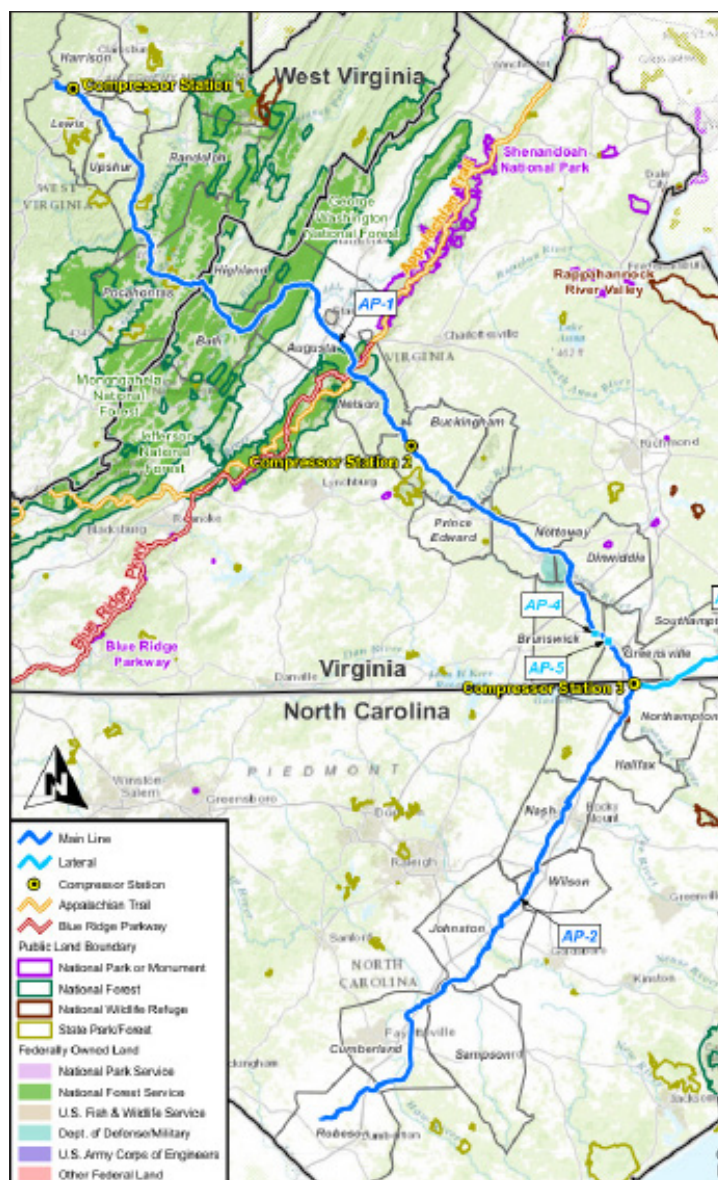 Harrison
Compressor Station 1
West Virginia
Lewis
Upshur
Randolph
WEST
VIRGINIA
Shenandoah
National Park
Dale
City
George
Washington
National Forest
Highland
Rappahannock
River Valley
Pocahontas
AP-1
Bath
Augusta
Charlottesville
VIRGINIA
Monongahela
National
Forest
Nelson
Buckingham
Jefferson
National
Forest
Compressor Station 2
Richmond
Lynchburg
Prince
Edward
Nottoway
Roanoke
Blacksburg
Dinwiddie
Blue Ridge Pkwy
AP-4
Southampton
Brunswick
Greensville
Blue Ridge
Parkway
AP-5
Virginia
Danville
Compressor Station 3
North Carolina
Northampton
Halifax
PIEDMONT
N
Winston
Salem
Greensboro
Nash
Rocky
Mount
Raleigh
Wilson
Greenville
Johnston
AP-2
Sanford
Goldsboro
NORTH
CAROLINA
Kinston
Fayetteville
Cumberland
Sampson
Robeson
Lumberton
Main Line
Lateral
Compressor Station
Appalachian Trail
Blue Ridge Parkway
Public Land Boundary
National Park or Monument
National Forest
National Wildlife Refuge
State Park/Forest
Federally Owned Land
National Park Service
National Forest Service
U.S. Fish & Wildlife Service
Dept. of Defense/Military
U.S. Army Corps of Engineers
Other Federal Land